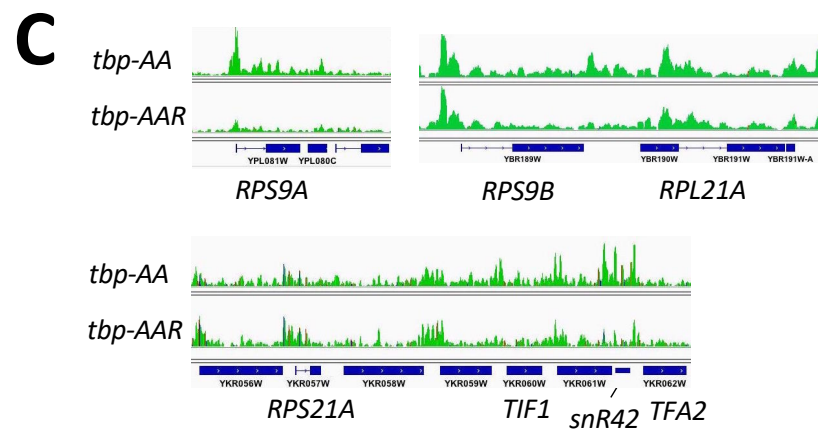 C
tbp-AA
tbp-AAR
YPL081W YPL080C
YBR189W YBR190W YBR191W YBR191W-A
RPS9A RPS9B RPL21A
tbp-AA
tbp-AAR
YKR056W YKR057W YKR058W YKR059W YKR060W YKR061W YKR062W
RPS21A TIF1 snR42 TFA2